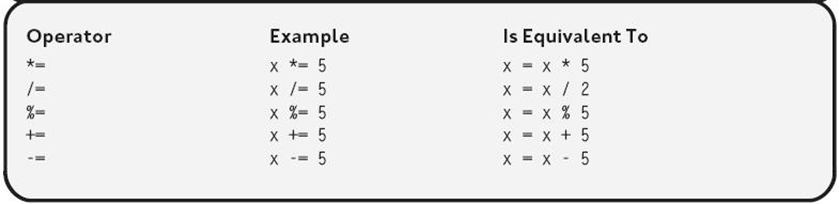 Operator Example Is Equivalent To
*= x *= 5 x = x * 5
/= x /= 5 x = x / 2
%= x %= 5 x = x % 5
+= x += 5 x = x + 5
-= x -= 5 x = x - 5